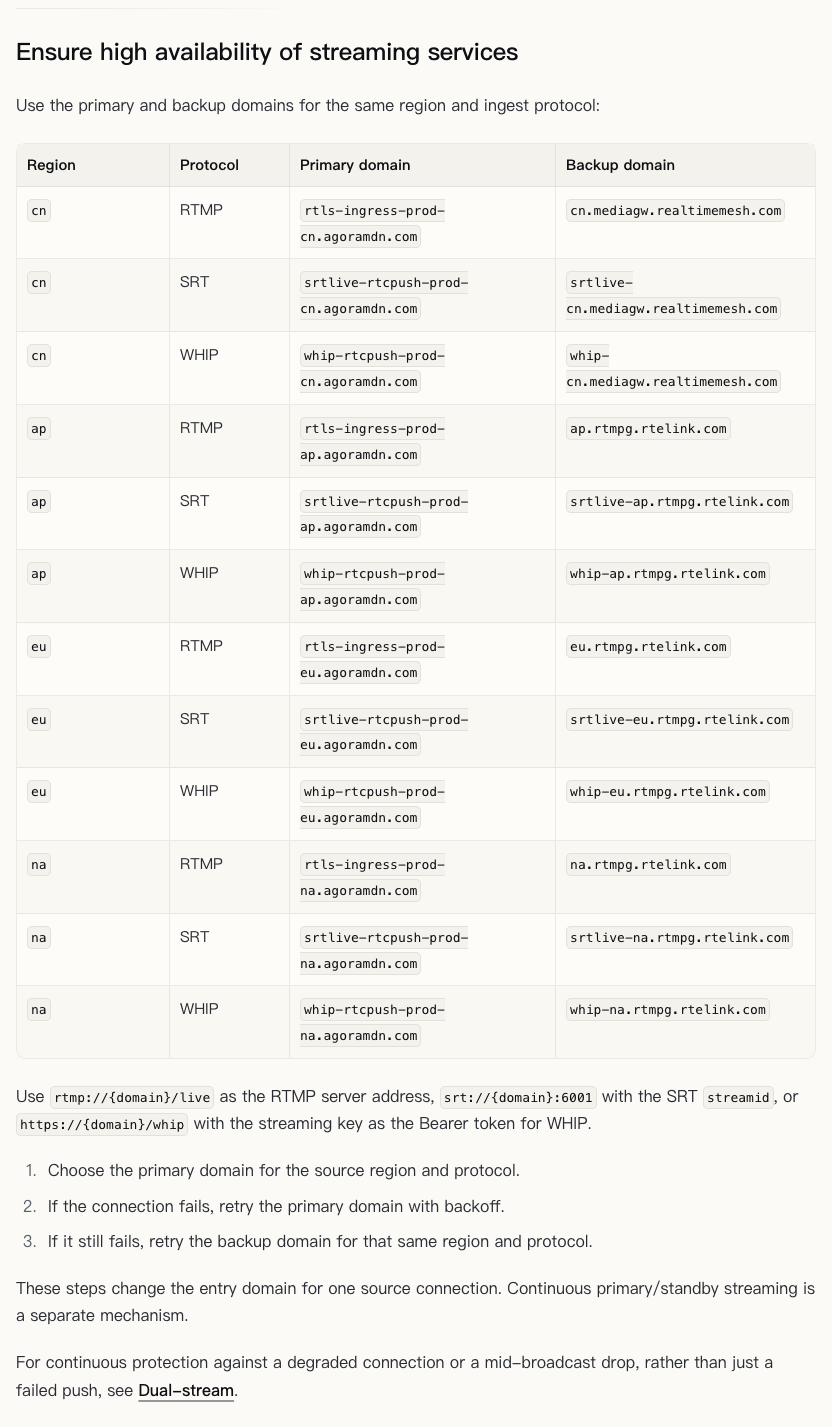 Ensure high availability of streaming services
Use the primary and backup domains for the same region and ingest protocol:
Region Protocol Primary domain Backup domain
cn RTMP rtls-ingress-prod- cn.mediagw.realtimemesh.com
cn.agoramdn.com
cn SRT srtlive-rtcpush-prod- srtlive-
cn.agoramdn.com cn.mediagw.realtimemesh.com
cn WHIP whip-rtcpush-prod- whip-
cn.agoramdn.com cn.mediagw.realtimemesh.com
ap RTMP rtls-ingress-prod- ap.rtmpg.rtelink.com
ap.agoramdn.com
ap SRT srtlive-rtcpush-prod- srtlive-ap.rtmpg.rtelink.com
ap.agoramdn.com
ap WHIP whip-rtcpush-prod- whip-ap.rtmpg.rtelink.com
ap.agoramdn.com
eu RTMP rtls-ingress-prod- eu.rtmpg.rtelink.com
eu.agoramdn.com
eu SRT srtlive-rtcpush-prod- srtlive-eu.rtmpg.rtelink.com
eu.agoramdn.com
eu WHIP whip-rtcpush-prod- whip-eu.rtmpg.rtelink.com
eu.agoramdn.com
na RTMP rtls-ingress-prod- na.rtmpg.rtelink.com
na.agoramdn.com
na SRT srtlive-rtcpush-prod- srtlive-na.rtmpg.rtelink.com
na.agoramdn.com
na WHIP whip-rtcpush-prod- whip-na.rtmpg.rtelink.com
na.agoramdn.com
Use rtmp://{domain}/live as the RTMP server address, srt://{domain}:6001 with the SRT streamid, or
https://{domain}/whip with the streaming key as the Bearer token for WHIP.
1. Choose the primary domain for the source region and protocol.
2. If the connection fails, retry the primary domain with backoff.
3. If it still fails, retry the backup domain for that same region and protocol.
These steps change the entry domain for one source connection. Continuous primary/standby streaming is
a separate mechanism.
For continuous protection against a degraded connection or a mid-broadcast drop, rather than just a
failed push, see Dual-stream.